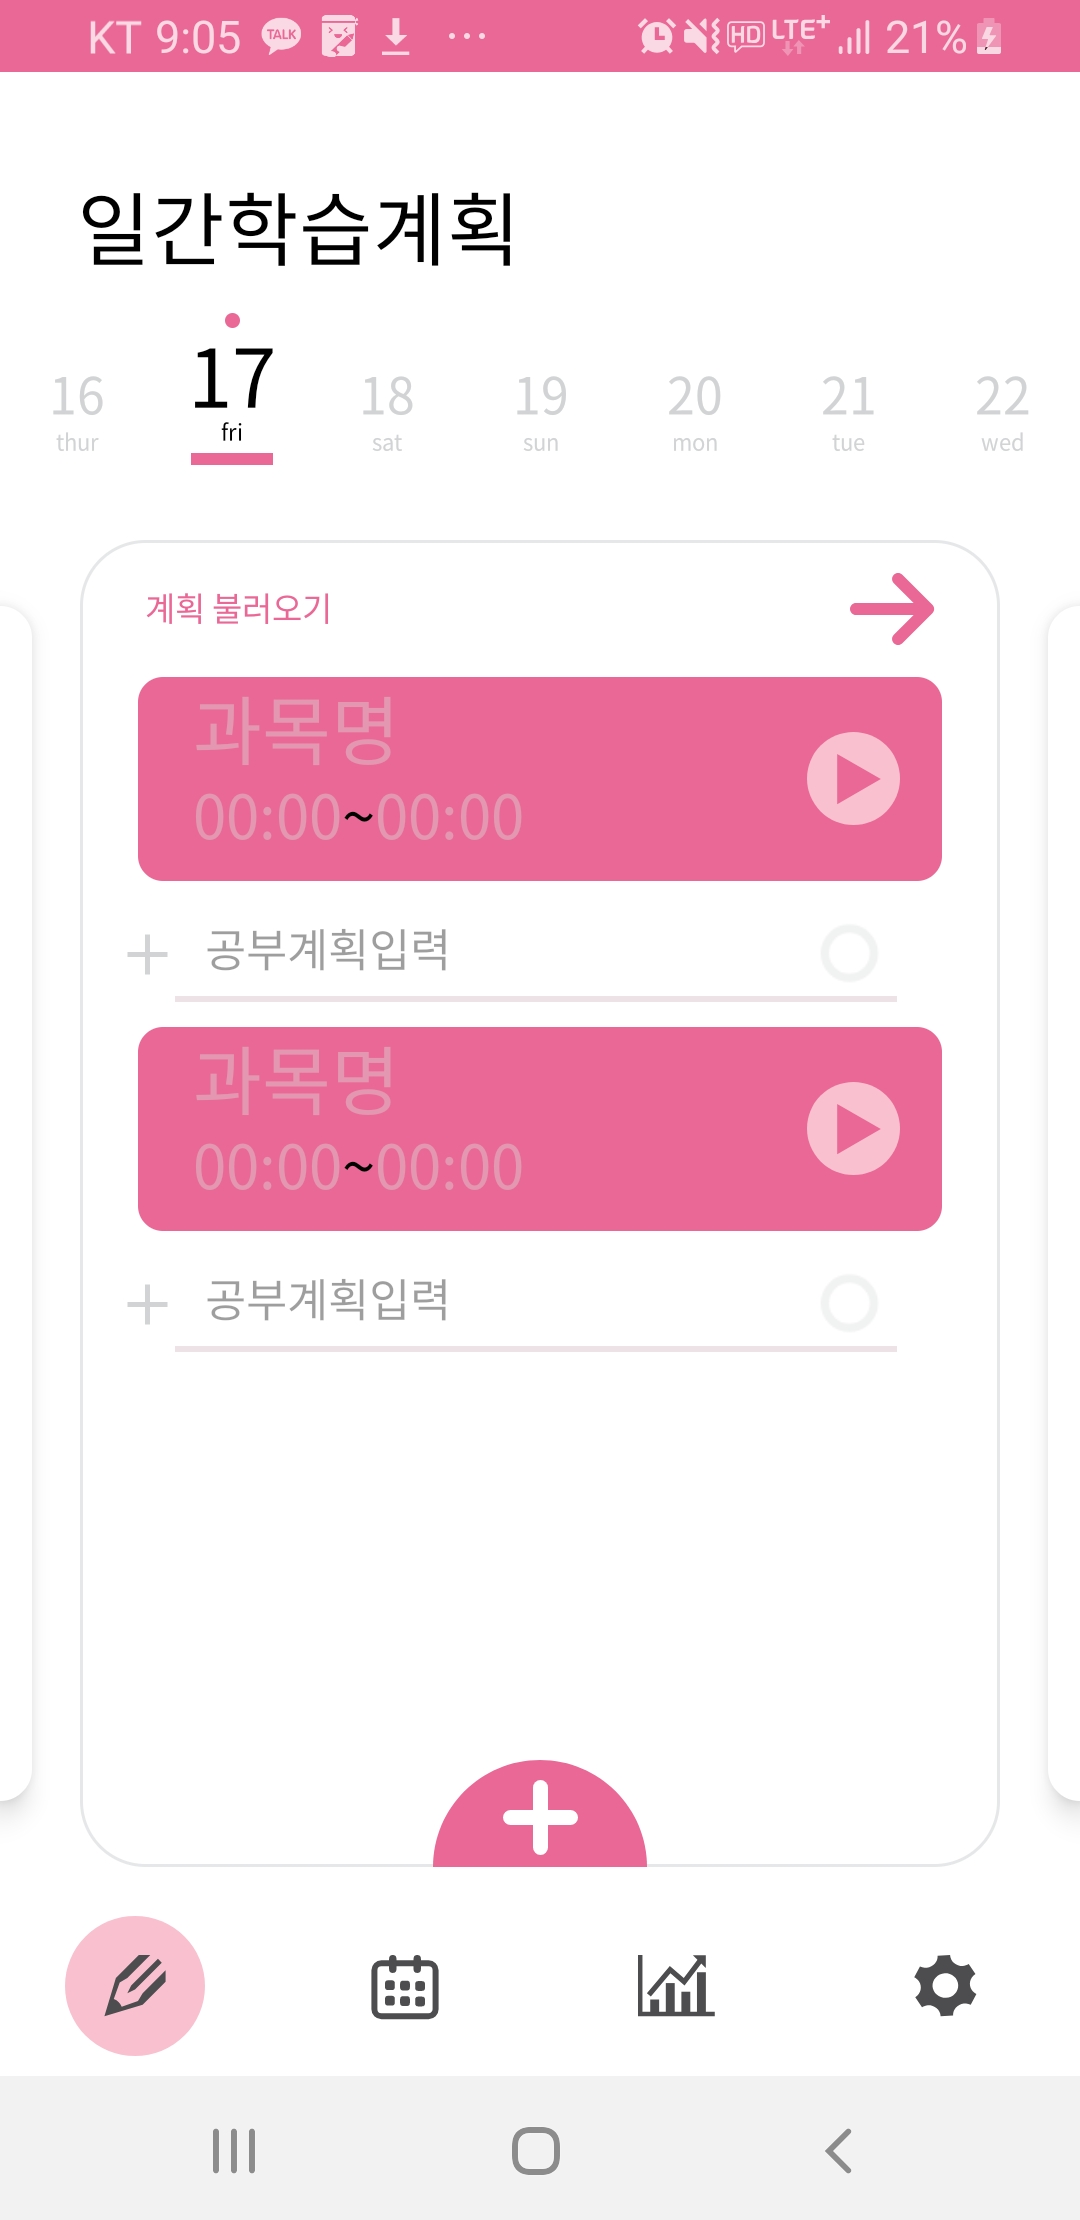 KT 9:05 TALK HD LTE+ 21%
일간학습계획
16 17 18 19 20 21 22
thur fri sat sun mon tue wed
계획 불러오기
과목명
00:00~00:00
공부계획입력
과목명
00:00~00:00
공부계획입력